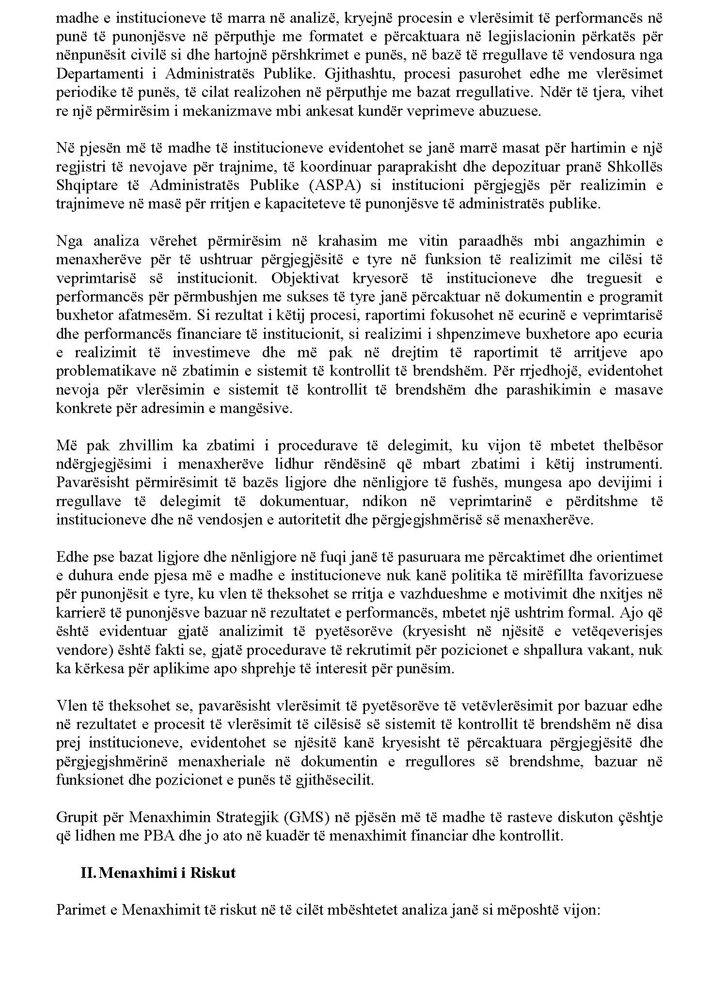 madhe e institucioneve të marra në analizë, kryejnë procesin e vlerësimit të performancës në
punë të punonjësve në përputhje me formatet e përcaktuara në legjislacionin përkatës për
nënpunësit civilë si dhe hartojnë përshkrimet e punës, në bazë të rregullave të vendosura nga
Departamenti i Administratës Publike. Gjithashtu, procesi pasurohet edhe me vlerësimet
periodike të punës, të cilat realizohen në përputhje me bazat rregullative. Ndër të tjera, vihet
re një përmirësim i mekanizmave mbi ankesat kundër veprimeve abuzuese.
Në pjesën më të madhe të institucioneve evidentohet se janë marrë masat për hartimin e një
regjistri të nevojave për trajnime, të koordinuar paraprakisht dhe depozituar pranë Shkollës
Shqiptare të Administratës Publike (ASPA) si institucioni përgjegjës për realizimin e
trajnimeve në masë për rritjen e kapaciteteve të punonjësve të administratës publike.
Nga analiza vërehet përmirësim në krahasim me vitin paraadhës mbi angazhimin e
menaxherëve për të ushtruar përgjegjësitë e tyre në funksion të realizimit me cilësi të
veprimtarisë së institucionit. Objektivat kryesorë të institucioneve dhe treguesit e
performancës për përmbushjen me sukses të tyre janë përcaktuar në dokumentin e programit
buxhetor afatmesëm. Si rezultat i këtij procesi, raportimi fokusohet në ecurinë e veprimtarisë
dhe performancës financiare të institucionit, si realizimi i shpenzimeve buxhetore apo ecuria
e realizimit të investimeve dhe më pak në drejtim të raportimit të arritjeve apo
problematikave në zbatimin e sistemit të kontrollit të brendshëm. Për rrjedhojë, evidentohet
nevoja për vlerësimin e sistemit të kontrollit të brendshëm dhe parashikimin e masave
konkrete për adresimin e mangësive.
Më pak zhvillim ka zbatimi i procedurave të delegimit, ku vijon të mbetet thelbësor
ndërgjegjësimi i menaxherëve lidhur rëndësinë që mbart zbatimi i këtij instrumenti.
Pavarësisht përmirësimit të bazës ligjore dhe nënligjore të fushës, mungesa apo devijimi i
rregullave të delegimit të dokumentuar, ndikon në veprimtarinë e përditshme të
institucioneve dhe në vendosjen e autoritetit dhe përgjegjshmërisë së menaxherëve.
Edhe pse bazat ligjore dhe nënligjore në fuqi janë të pasuruara me përcaktimet dhe orientimet
e duhura ende pjesa më e madhe e institucioneve nuk kanë politika të mirëfillta favorizuese
për punonjësit e tyre, ku vlen të theksohet se rritja e vazhdueshme e motivimit dhe nxitjes në
karrierë të punonjësve bazuar në rezultatet e performancës, mbetet një ushtrim formal. Ajo që
është evidentuar gjatë analizimit të pyetësorëve (kryesisht në njësitë e vetëqeverisjes
vendore) është fakti se, gjatë procedurave të rekrutimit për pozicionet e shpallura vakant, nuk
ka kërkesa për aplikime apo shprehje të interesit për punësim.
Vlen të theksohet se, pavarësisht vlerësimit të pyetësorëve të vetëvlerësimit por bazuar edhe
në rezultatet e procesit të vlerësimit të cilësisë së sistemit të kontrollit të brendshëm në disa
prej institucioneve, evidentohet se njësitë kanë kryesisht të përcaktuara përgjegjësitë dhe
përgjegjshmërinë menaxheriale në dokumentin e rregullores së brendshme, bazuar në
funksionet dhe pozicionet e punës të gjithësecilit.
Grupit për Menaxhimin Strategjik (GMS) në pjësën më të madhe të rasteve diskuton çështje
që lidhen me PBA dhe jo ato në kuadër të menaxhimit financiar dhe kontrollit.
II. Menaxhimi i Riskut
Parimet e Menaxhimit të riskut në të cilët mbështetet analiza janë si mëposhtë vijon: